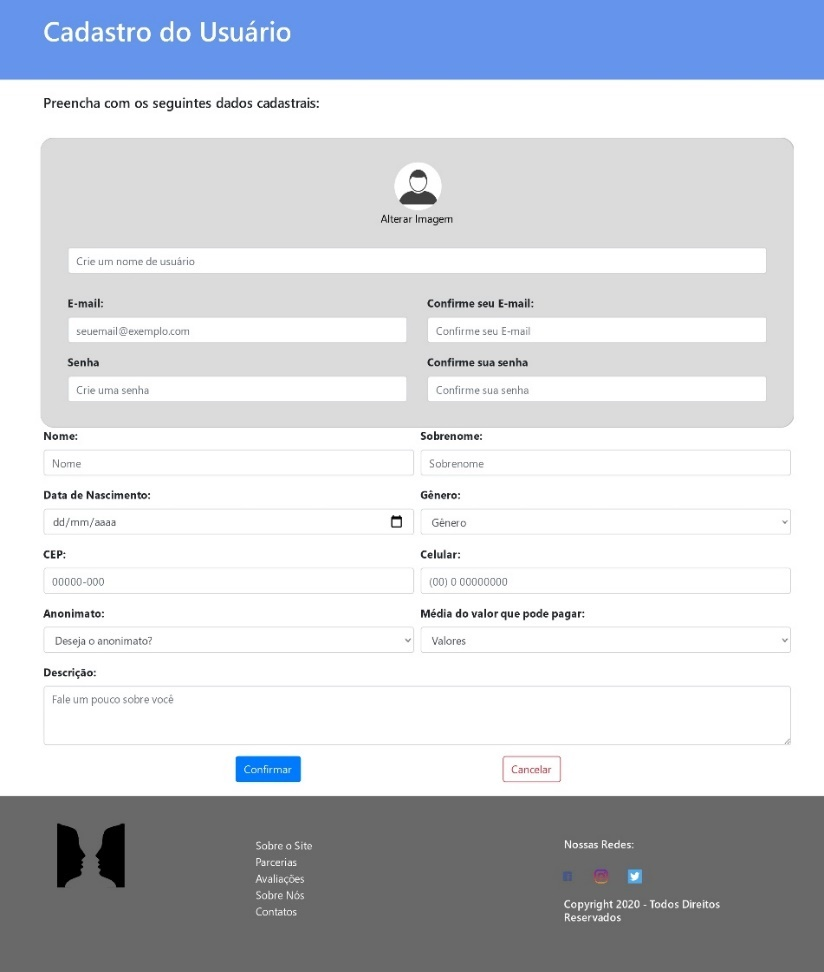 Cadastro do Usuário
Preencha com os seguintes dados cadastrais:
Alterar Imagem
Crie um nome de usuário
E-mail:
Confirme seu E-mail:
seuemail@exemplo.com
Confirme seu E-mail
Senha
Confirme sua senha
Crie uma senha
Confirme sua senha
Nome:
Sobrenome:
Nome
Sobrenome
Data de Nascimento:
Gênero:
dd/mm/aaaa
Gênero
CEP:
Celular:
00000-000
(00) 0 00000000
Anonimato:
Média do valor que pode pagar:
Deseja o anonimato?
Valores
Descrição:
Fale um pouco sobre você
Confirmar
Cancelar
Sobre o Site
Parcerias
Avaliações
Sobre Nós
Contatos
Nossas Redes:
Copyright 2020 - Todos Direitos
Reservados